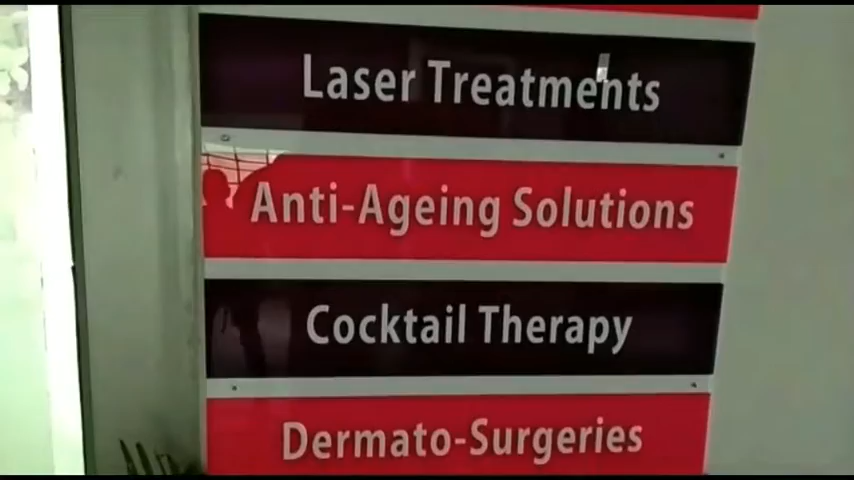 Laser Treatments
Anti-Ageing Solutions
Cocktail Therapy
Dermato-Surgeries